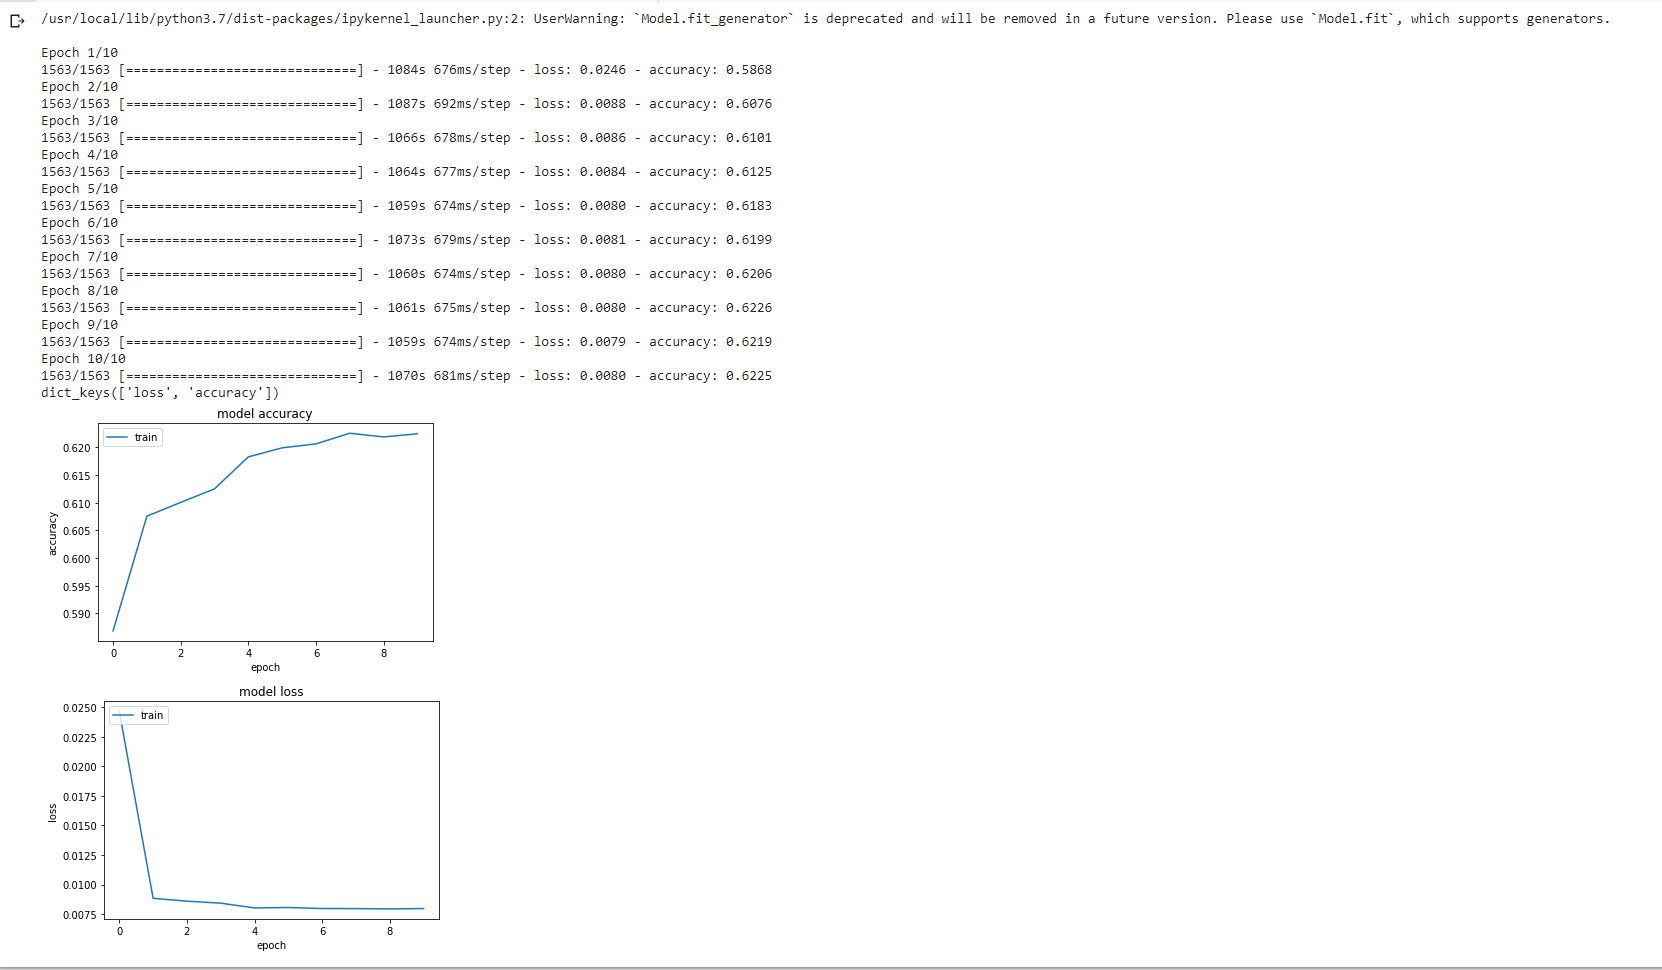 /usr/local/lib/python3.7/dist-packages/ipykernel_launcher.py:2: UserWarning: `Model.fit_generator` is deprecated and will be removed in a future version. Please use `Model.fit`, which supports generators.
Epoch 1/10
1563/1563 [==============================] - 1084s 676ms/step - loss: 0.0246 - accuracy: 0.5868
Epoch 2/10
1563/1563 [==============================] - 1087s 692ms/step - loss: 0.0088 - accuracy: 0.6076
Epoch 3/10
1563/1563 [==============================] - 1066s 678ms/step - loss: 0.0086 - accuracy: 0.6101
Epoch 4/10
1563/1563 [==============================] - 1064s 677ms/step - loss: 0.0084 - accuracy: 0.6125
Epoch 5/10
1563/1563 [==============================] - 1059s 674ms/step - loss: 0.0080 - accuracy: 0.6183
Epoch 6/10
1563/1563 [==============================] - 1073s 679ms/step - loss: 0.0081 - accuracy: 0.6199
Epoch 7/10
1563/1563 [==============================] - 1060s 674ms/step - loss: 0.0080 - accuracy: 0.6206
Epoch 8/10
1563/1563 [==============================] - 1061s 675ms/step - loss: 0.0080 - accuracy: 0.6226
Epoch 9/10
1563/1563 [==============================] - 1059s 674ms/step - loss: 0.0079 - accuracy: 0.6219
Epoch 10/10
1563/1563 [==============================] - 1070s 681ms/step - loss: 0.0080 - accuracy: 0.6225
dict_keys(['loss', 'accuracy'])
model accuracy
train
0.620
0.615
0.610
0.605
0.600
0.595
0.590
accuracy
0 2 4 6 8
epoch
model loss
train
0.0250
0.0225
0.0200
0.0175
0.0150
0.0125
0.0100
0.0075
loss
0 2 4 6 8
epoch